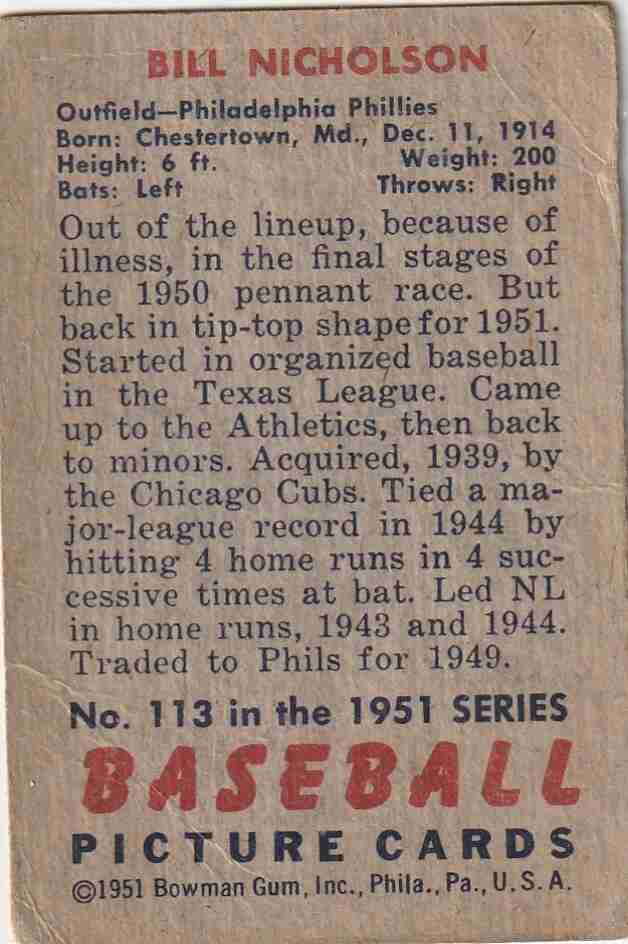 BILL NICHOLSON
Outfield—Philadelphia Phillies
Born: Chestertown, Md., Dec. 11, 1914
Height: 6 ft. Weight: 200
Bats: Left Throws: Right
Out of the lineup, because of
illness, in the final stages of
the 1950 pennant race. But
back in tip-top shape for 1951.
Started in organized baseball
in the Texas League. Came
up to the Athletics, then back
to minors. Acquired, 1939, by
the Chicago Cubs. Tied a ma-
jor-league record in 1944 by
hitting 4 home runs in 4 suc-
cessive times at bat. Led NL
in home runs, 1943 and 1944.
Traded to Phils for 1949.
No. 113 in the 1951 SERIES
BASEBALL
PICTURE CARDS
©1951 Bowman Gum, Inc., Phila., Pa., U.S.A.